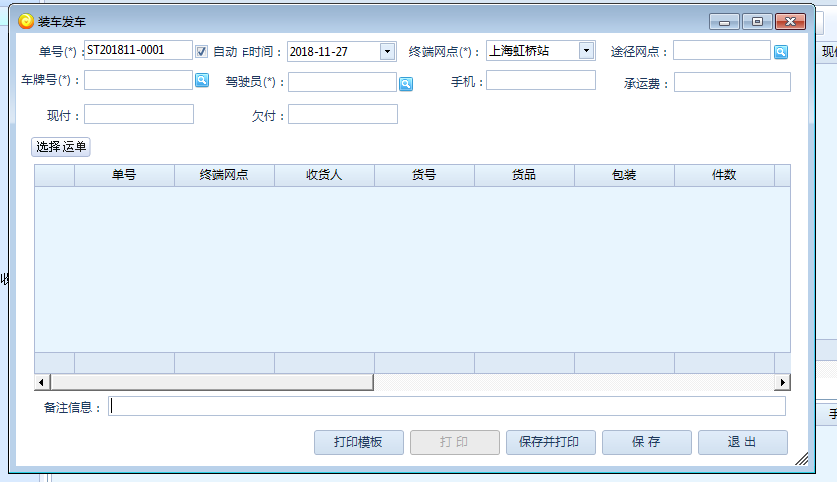 装车发车
单号(*)：ST201811-0001 自动 时间：2018-11-27 终端网点(*)：上海虹桥站 途径网点：
车牌号(*)： 驾驶员(*)： 手机： 承运费：
现付： 欠付：
选择运单
单号 终端网点 收货人 货号 货品 包装 件数
备注信息：
打印模板 打 印 保存并打印 保 存 退 出